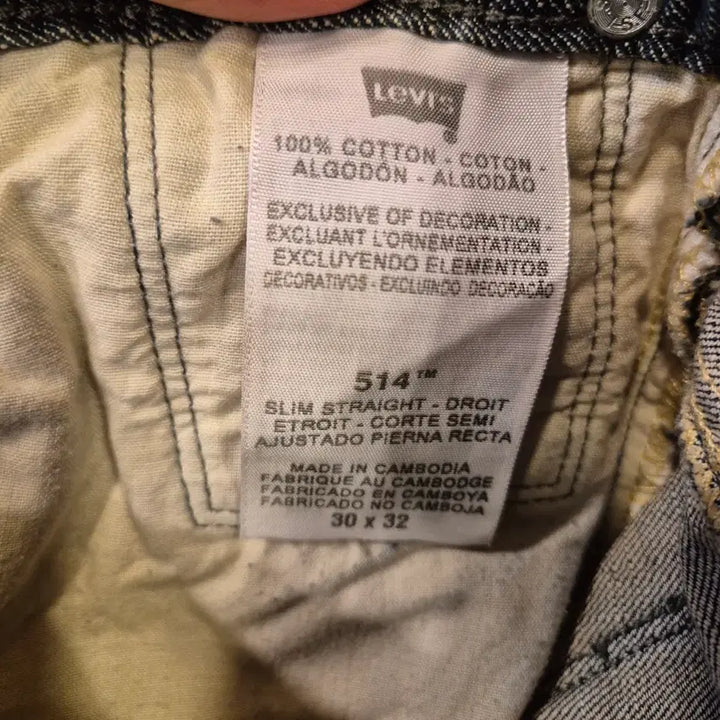 Levi's
®
100% COTTON - COTON -
ALGODÓN - ALGODÃO
EXCLUSIVE OF DECORATION -
EXCLUANT L'ORNEMENTATION -
EXCLUYENDO ELEMENTOS
DECORATIVOS - EXCLUINDO DECORAÇÃO
514™
SLIM STRAIGHT - DROIT
ETROIT - CORTE SEMI
AJUSTADO PIERNA RECTA
MADE IN CAMBODIA
FABRIQUE AU CAMBODGE
FABRICADO EN CAMBOYA
FABRICADO NO CAMBOJA
30 x 32